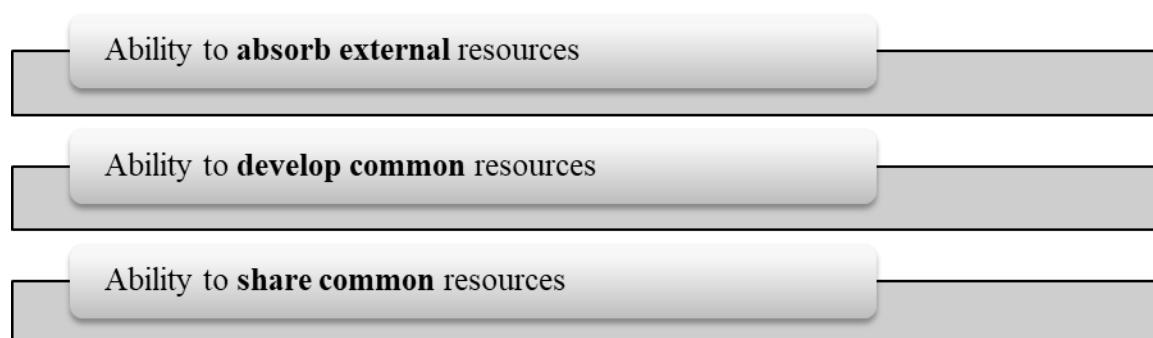 Ability to absorb external resources
Ability to develop common resources
Ability to share common resources